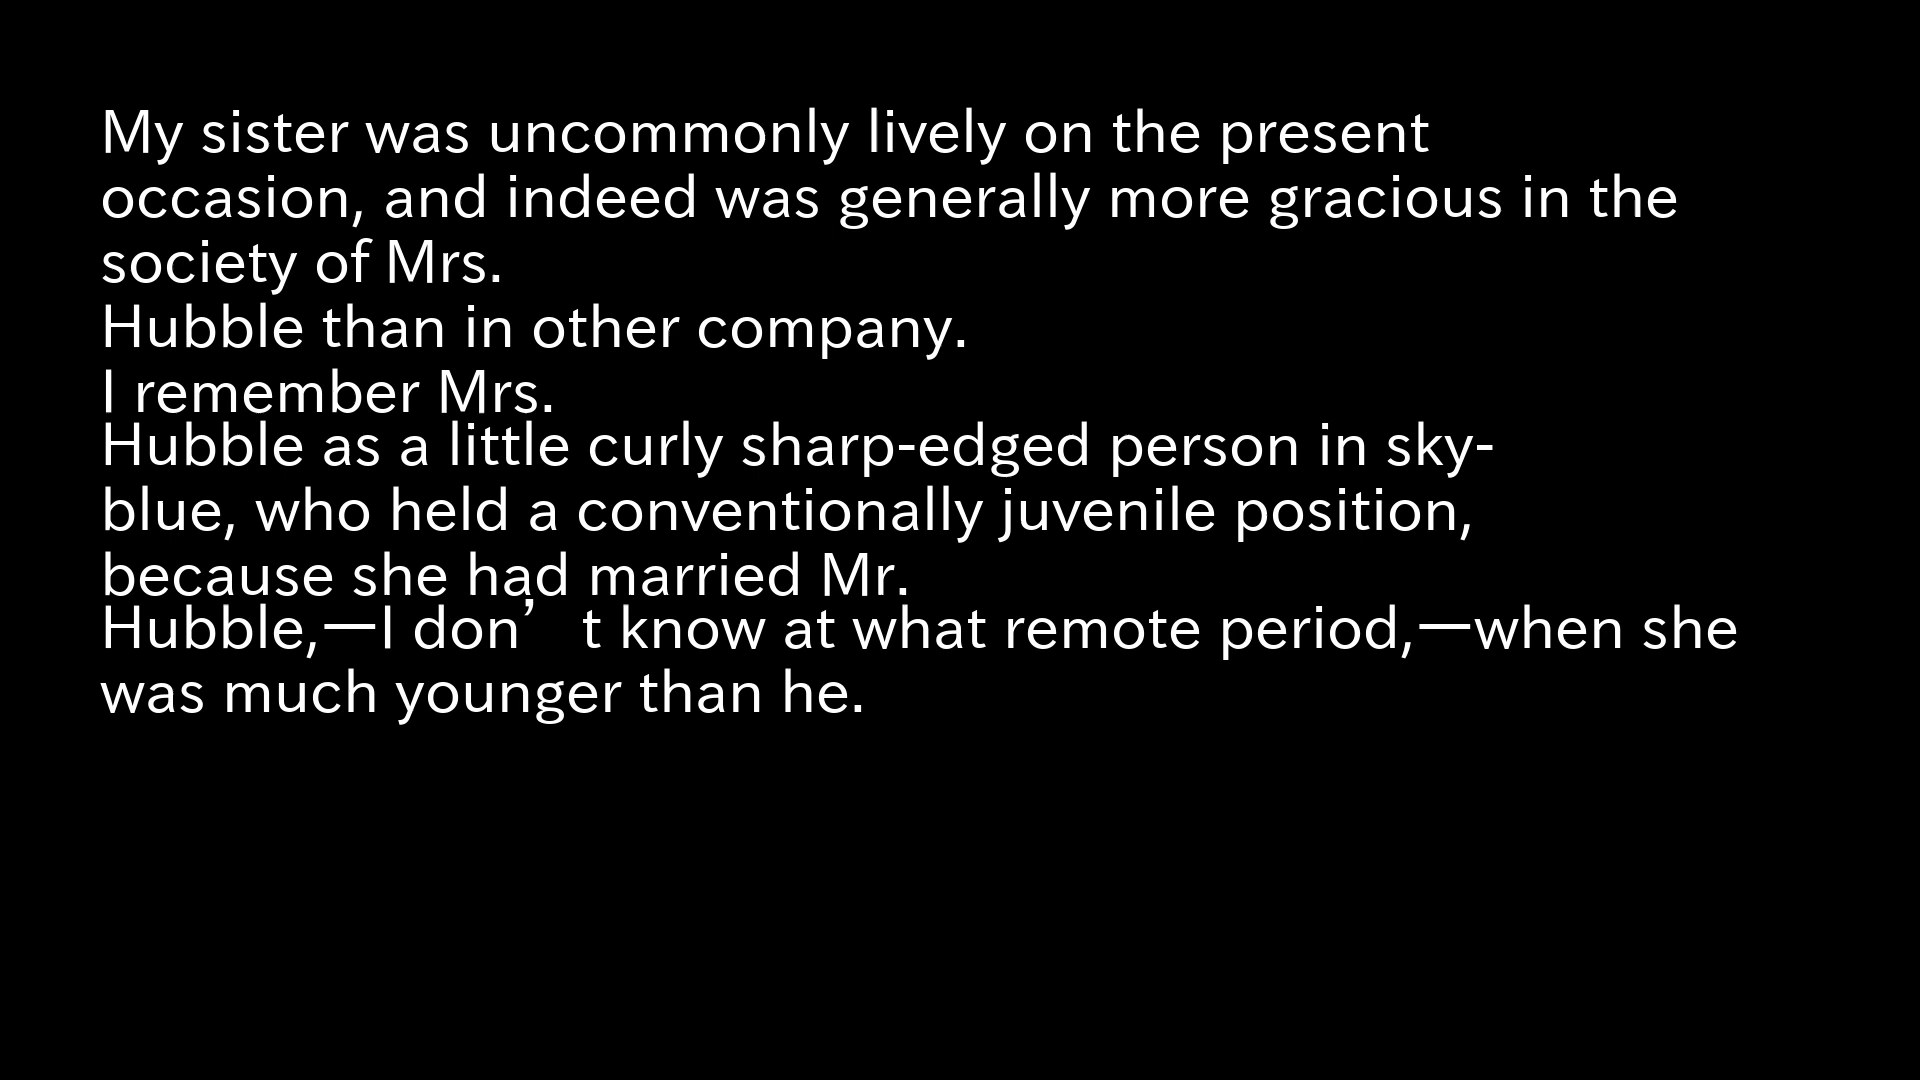 My sister was uncommonly lively on the present
occasion, and indeed was generally more gracious in the
society of Mrs.
Hubble than in other company.
I remember Mrs.
Hubble as a little curly sharp-edged person in sky-
blue, who held a conventionally juvenile position,
because she had married Mr.
Hubble,—I don’t know at what remote period,—when she
was much younger than he.